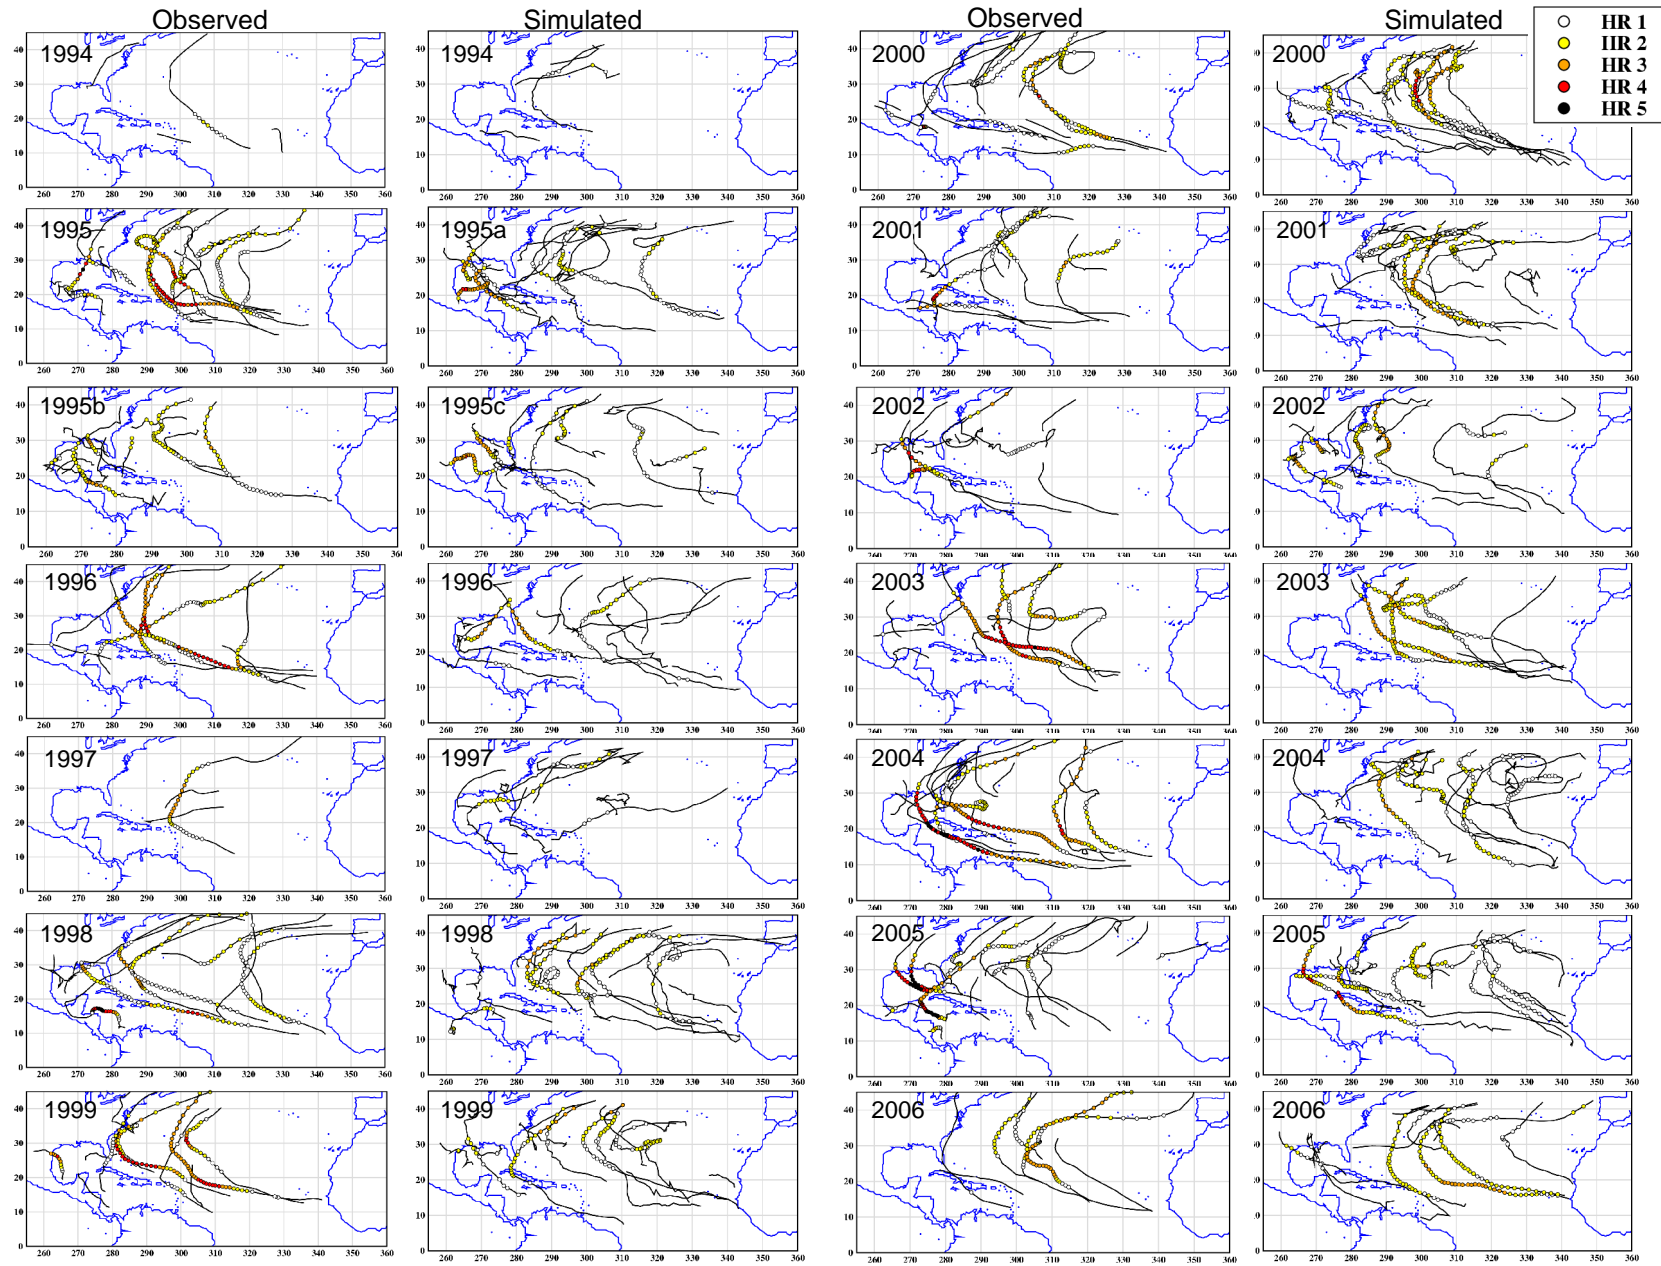 Observed Simulated Observed Simulated
HR 1
HR 2
HR 3
HR 4
HR 5
1994 1994 2000 2000
1995 1995a 2001 2001
1995b 1995c 2002 2002
1996 1996 2003 2003
1997 1997 2004 2004
1998 1998 2005 2005
1999 1999 2006 2006
40
30
20
10
0
260 270 280 290 300 310 320 330 340 350 360